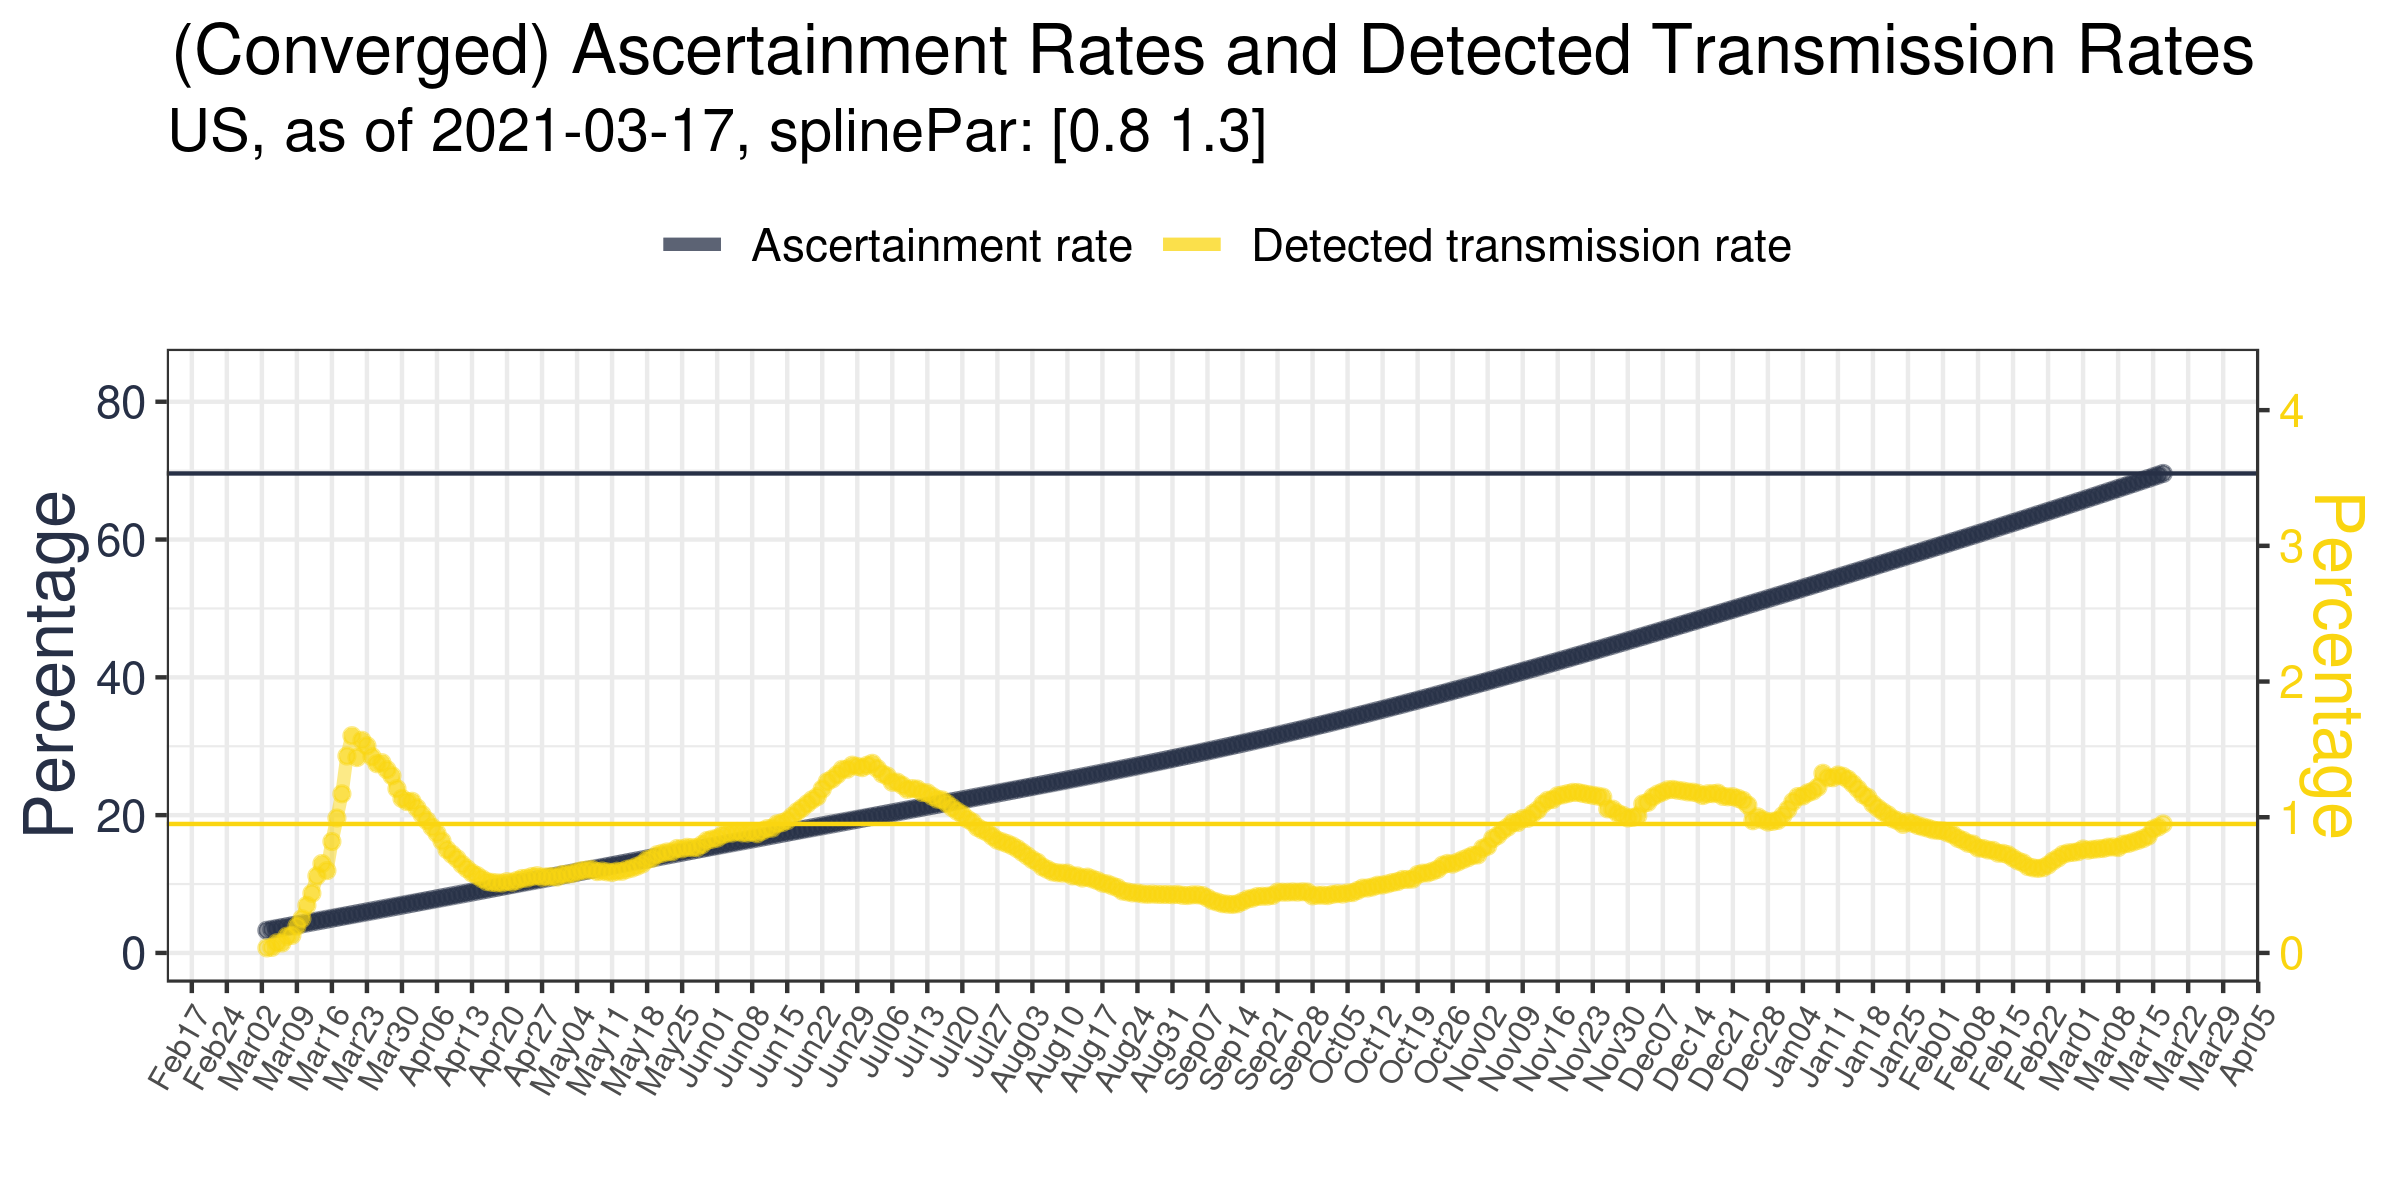 (Converged) Ascertainment Rates and Detected Transmission Rates
US, as of 2021-03-17, splinePar: [0.8 1.3]
Ascertainment rate Detected transmission rate
Percentage
80
60
40
20
0
4
3
2
1
0
Percentage
Feb17 Feb24 Mar02 Mar09 Mar16 Mar23 Mar30 Apr06 Apr13 Apr20 Apr27 May04 May11 May18 May25 Jun01 Jun08 Jun15 Jun22 Jun29 Jul06 Jul13 Jul20 Jul27 Aug03 Aug10 Aug17 Aug24 Aug31 Sep07 Sep14 Sep21 Sep28 Oct05 Oct12 Oct19 Oct26 Nov02 Nov09 Nov16 Nov23 Nov30 Dec07 Dec14 Dec21 Dec28 Dec04 Jan11 Jan18 Jan25 Jan01 Feb08 Feb15 Feb22 Feb01 Mar08 Mar15 Mar22 Mar29 Apr05